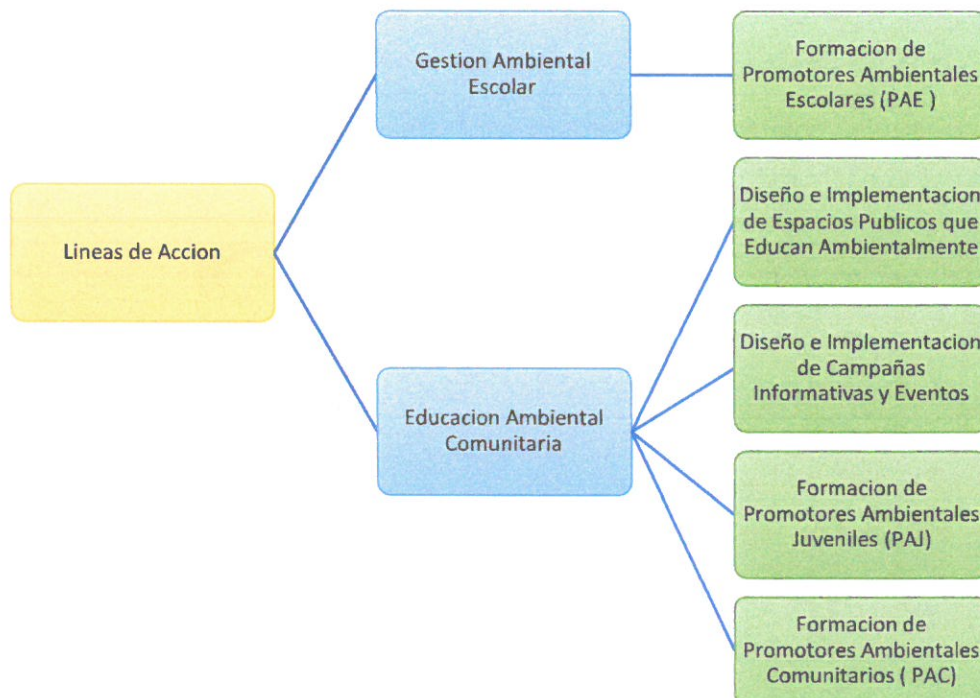 Lineas de Accion
Gestion Ambiental
Escolar
Formacion de
Promotores Ambientales
Escolares (PAE )
Educacion Ambiental
Comunitaria
Diseño e Implementacion
de Espacios Publicos que
Educan Ambientalmente
Diseño e Implementacion
de Campañas
Informativas y Eventos
Formacion de
Promotores Ambientales
Juveniles (PAJ)
Formacion de
Promotores Ambientales
Comunitarios ( PAC)